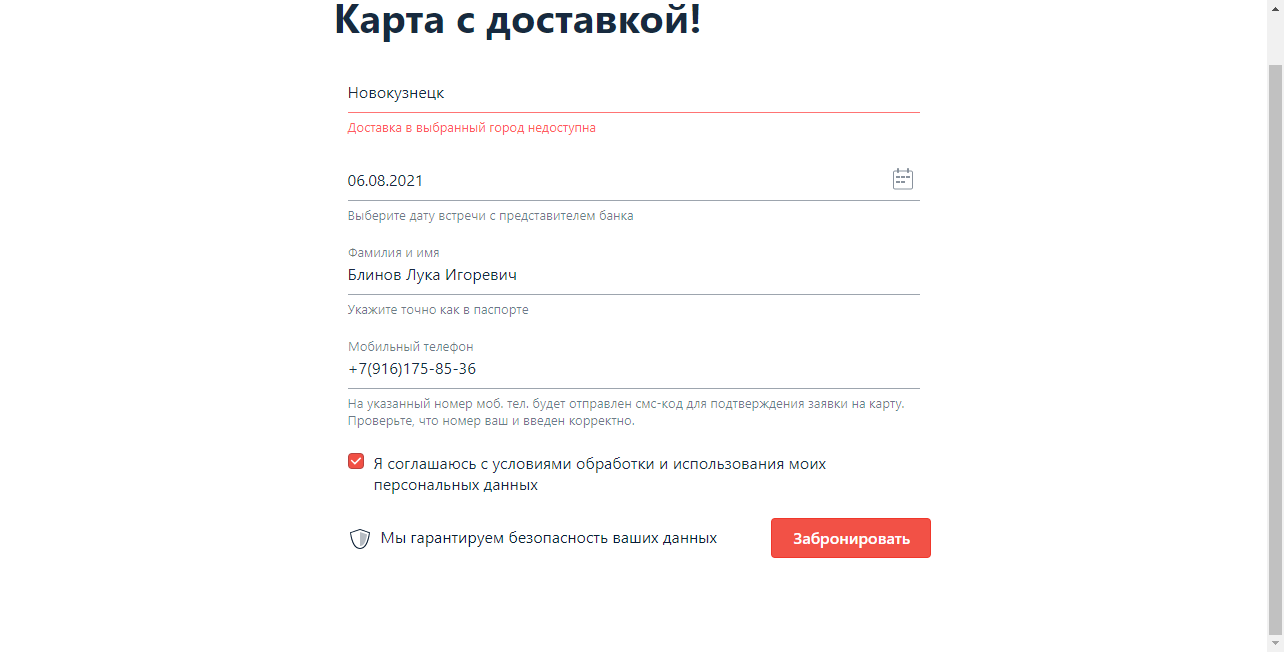 Карта с доставкой!
Новокузнецк
Доставка в выбранный город недоступна
06.08.2021
Выберите дату встречи с представителем банка
Фамилия и имя
Блинов Лука Игоревич
Укажите точно как в паспорте
Мобильный телефон
+7(916)175-85-36
На указанный номер моб. тел. будет отправлен смс-код для подтверждения заявки на карту.
Проверьте, что номер ваш и введен корректно.
Я соглашаюсь с условиями обработки и использования моих
персональных данных
Мы гарантируем безопасность ваших данных
Забронировать